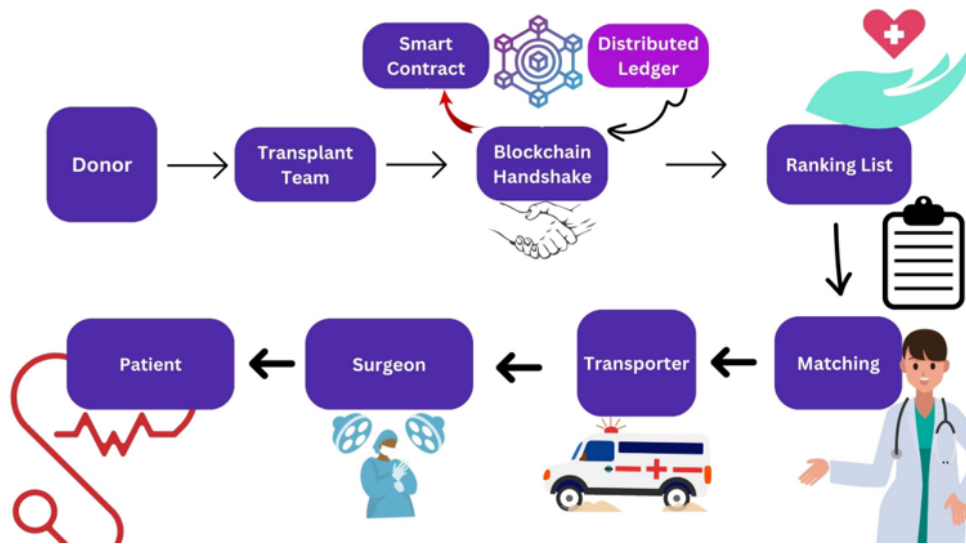 Smart
Contract
Distributed
Ledger
Donor
Transplant
Team
Blockchain
Handshake
Ranking List
Patient
Surgeon
Transporter
Matching